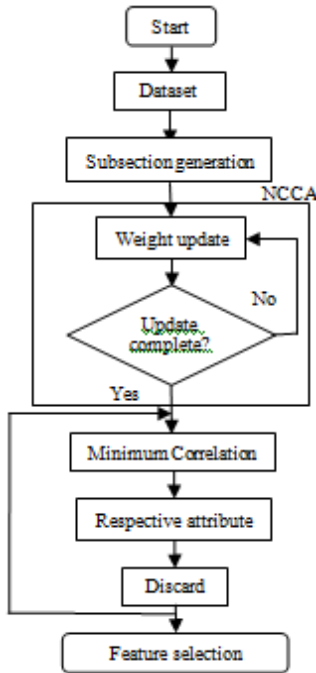 Start
Dataset
Subsection generation
NCCA
Weight update
No
Update
complete?
Yes
Minimum Correlation
Respective attribute
Discard
Feature selection